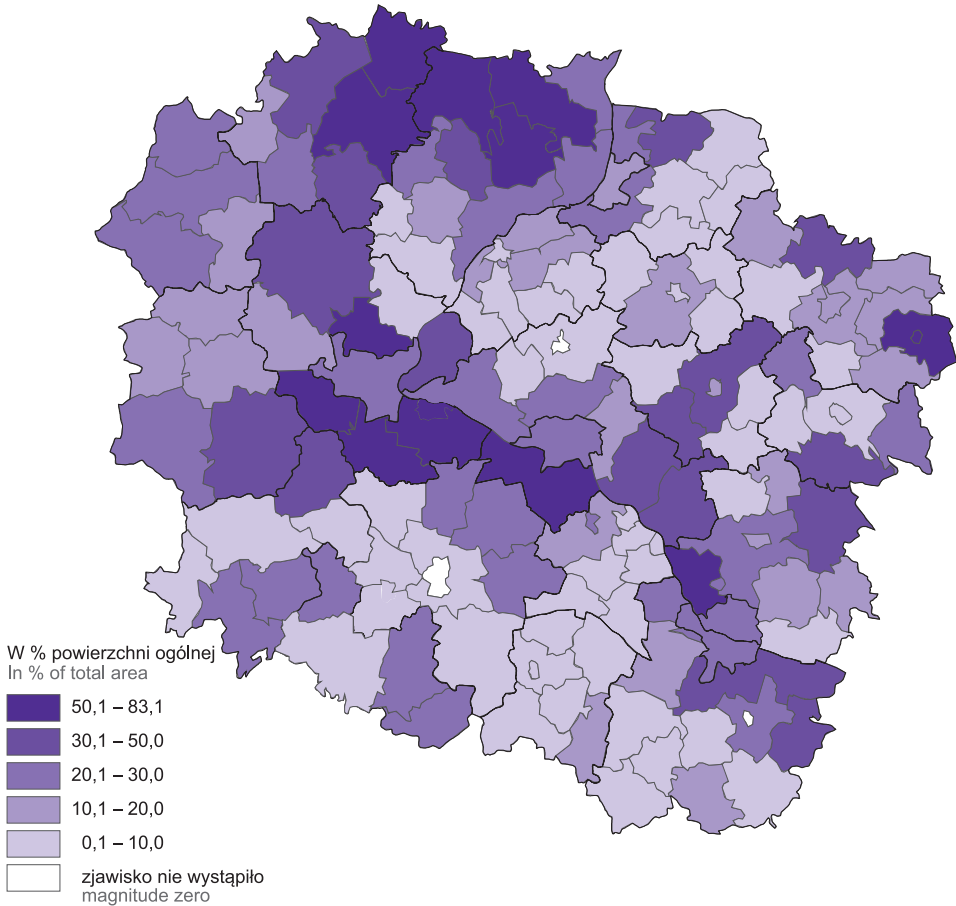 W % powierzchni ogólnej
In % of total area
50,1 – 83,1
30,1 – 50,0
20,1 – 30,0
10,1 – 20,0
0,1 – 10,0
zjawisko nie wystąpiło
magnitude zero